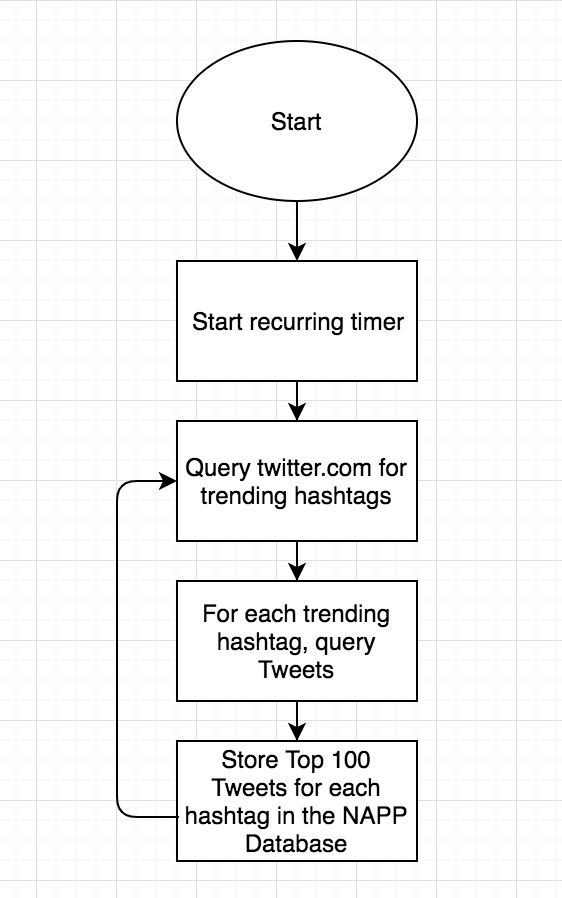 Start
Start recurring timer
Query twitter.com for
trending hashtags
For each trending
hashtag, query
Tweets
Store Top 100
Tweets for each
hashtag in the NAPP
Database